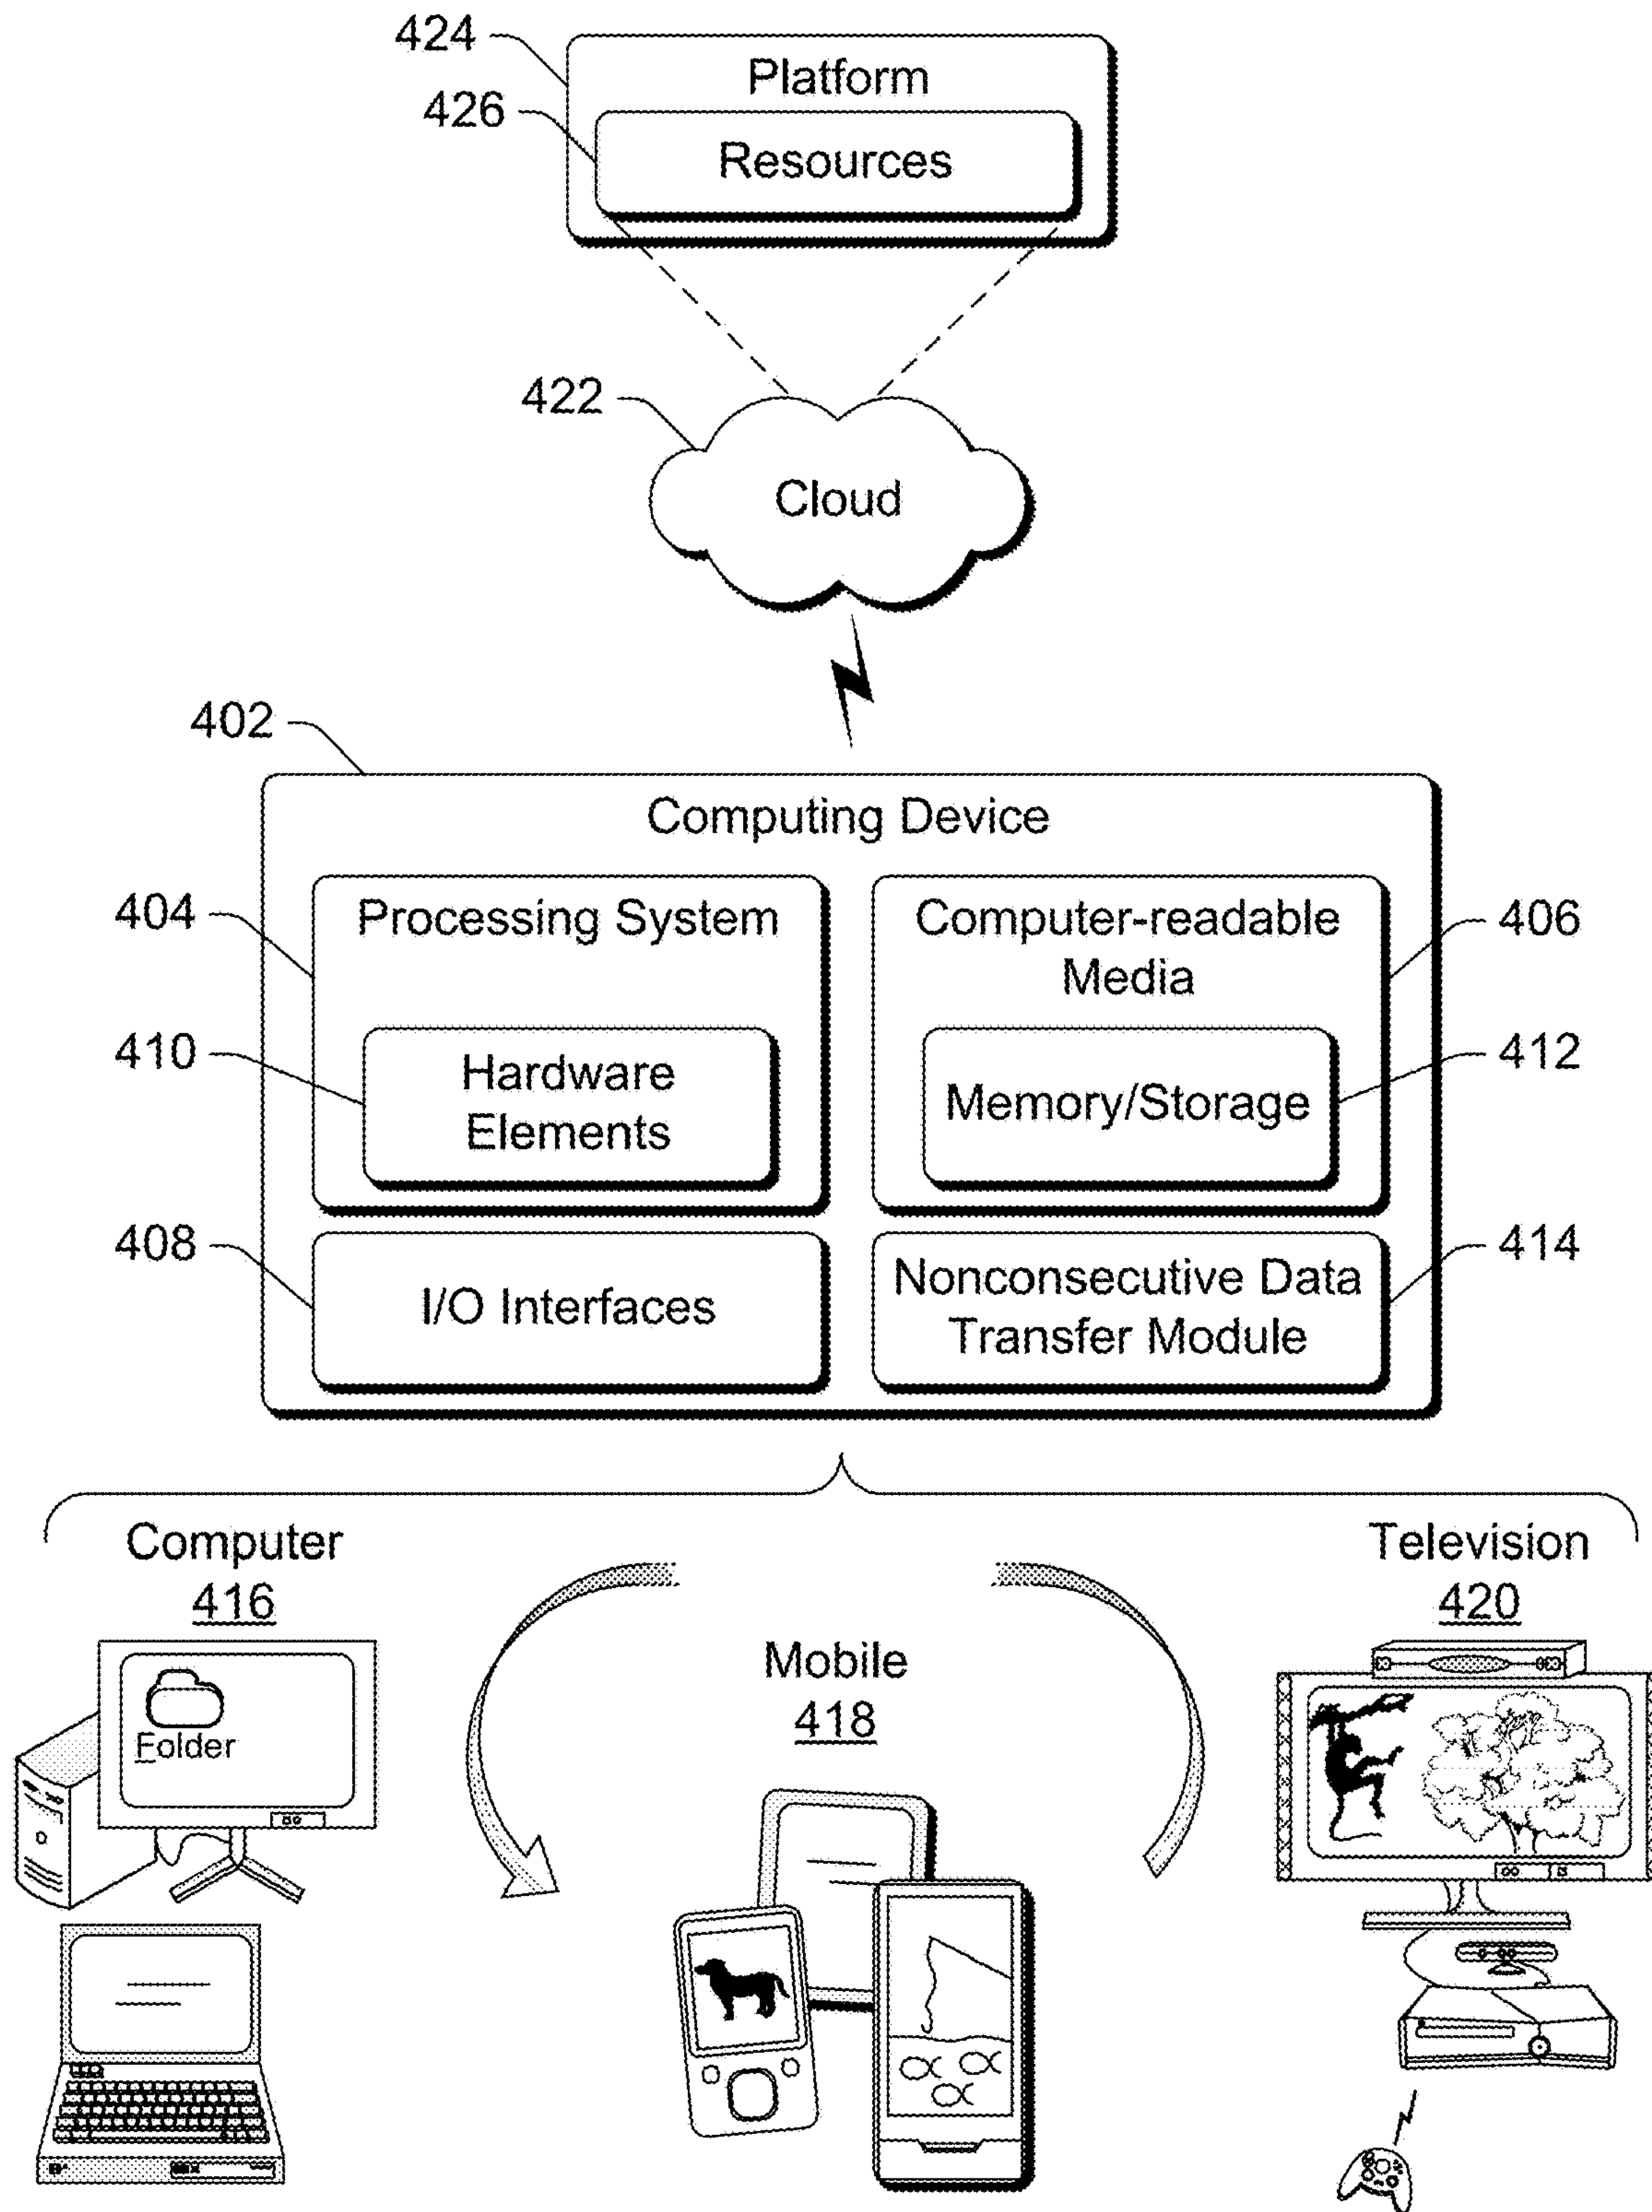 424
Platform
426
Resources
422
Cloud
402
Computing Device
404
Processing System
Computer-readable
Media
406
410
Hardware
Elements
Memory/Storage
412
408
I/O Interfaces
Nonconsecutive Data
Transfer Module
414
Computer
416
Folder
Mobile
418
Television
420